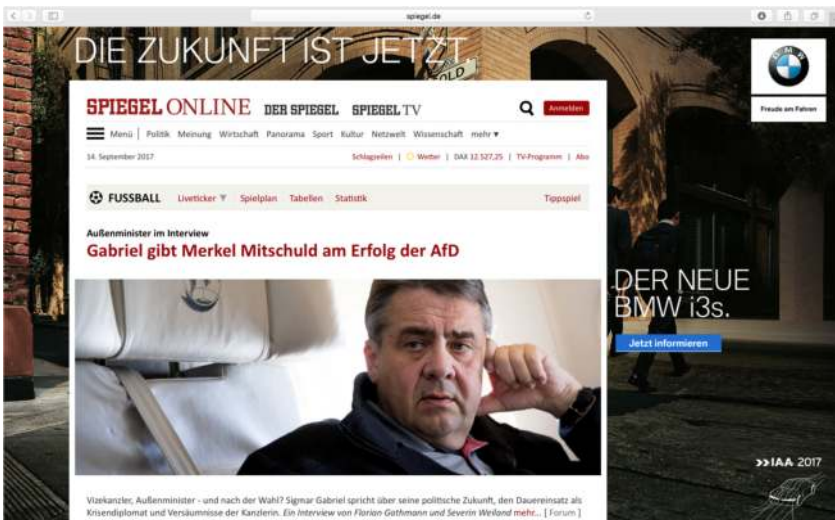 spiegel.de
DIE ZUKUNFT IST JETZT
OLD
BMW
Freude am Fahren
SPIEGEL ONLINE DER SPIEGEL SPIEGEL TV
Anmelden
Menü | Politik Meinung Wirtschaft Panorama Sport Kultur Netzwelt Wissenschaft mehr ▼
14. September 2017
Schlagzeilen | Wetter | DAX 12.527,25 | TV-Programm | Abo
FUSSBALL Liveticker Spielplan Tabellen Statistik Tippspiel
Außenminister im Interview
Gabriel gibt Merkel Mitschuld am Erfolg der AfD
DER NEUE
BMW i3s.
Jetzt informieren
>>IAA 2017
Vizekanzler, Außenminister - und nach der Wahl? Sigmar Gabriel spricht über seine politische Zukunft, den Dauereinsatz als
Krisendiplomat und Versäumnisse der Kanzlerin. Ein Interview von Florian Gathmann und Severin Weiland mehr... [ Forum ]